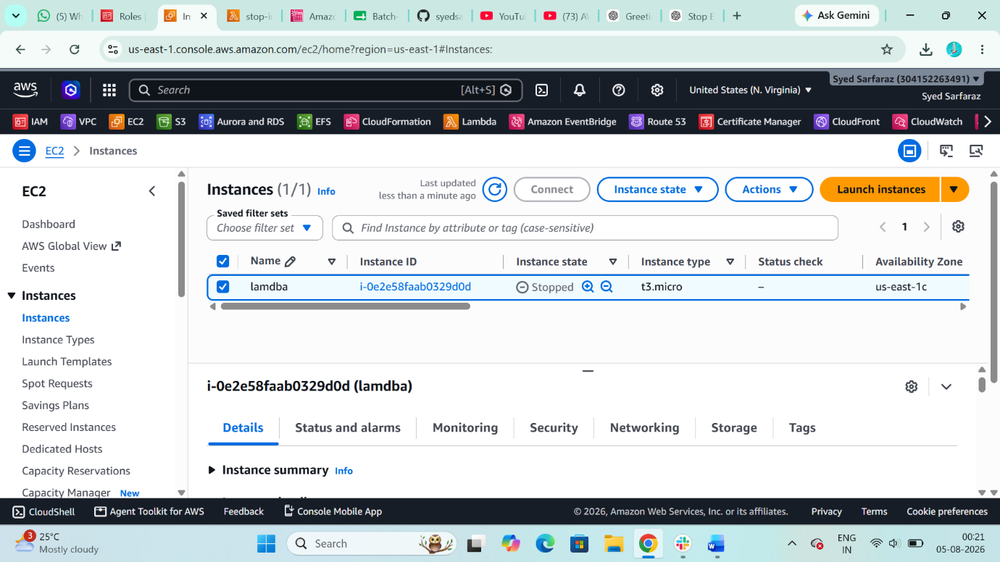 (5) Wh
Roles
In
stop-in
Amazo
Batch-
syedsa
YouTu
(73) A
Greeti
Stop E
Ask Gemini
us-east-1.console.aws.amazon.com/ec2/home?region=us-east-1#Instances:
aws
Search
[Alt+S]
United States (N. Virginia)
Syed Sarfaraz (304152263491)
Syed Sarfaraz
IAM
VPC
EC2
S3
Aurora and RDS
EFS
CloudFormation
Lambda
Amazon EventBridge
Route 53
Certificate Manager
CloudFront
CloudWatch
EC2 > Instances
EC2
Dashboard
AWS Global View
Events
Instances
Instances
Instance Types
Launch Templates
Spot Requests
Savings Plans
Reserved Instances
Dedicated Hosts
Capacity Reservations
Capacity Manager New
Instances (1/1) Info
Last updated
less than a minute ago
Connect
Instance state
Actions
Launch instances
Saved filter sets
Choose filter set
Find Instance by attribute or tag (case-sensitive)
1
Name
Instance ID
Instance state
Instance type
Status check
Availability Zone
lamdba
i-0e2e58faab0329d0d
Stopped
t3.micro
–
us-east-1c
i-0e2e58faab0329d0d (lamdba)
Details
Status and alarms
Monitoring
Security
Networking
Storage
Tags
Instance summary Info
CloudShell
Agent Toolkit for AWS
Feedback
Console Mobile App
© 2026, Amazon Web Services, Inc. or its affiliates.
Privacy
Terms
Cookie preferences
3
25°C
Mostly cloudy
Search
ENG
IN
00:21
05-08-2026